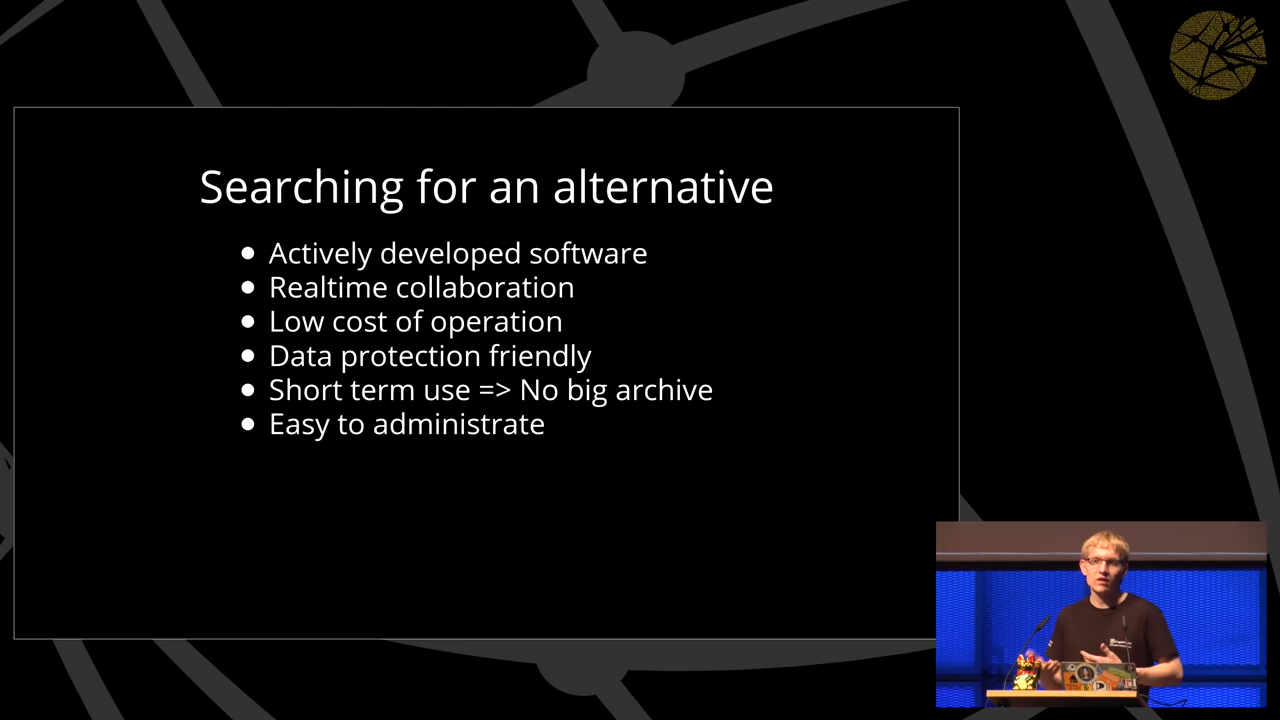 Searching for an alternative
● Actively developed software
● Realtime collaboration
● Low cost of operation
● Data protection friendly
● Short term use => No big archive
● Easy to administrate